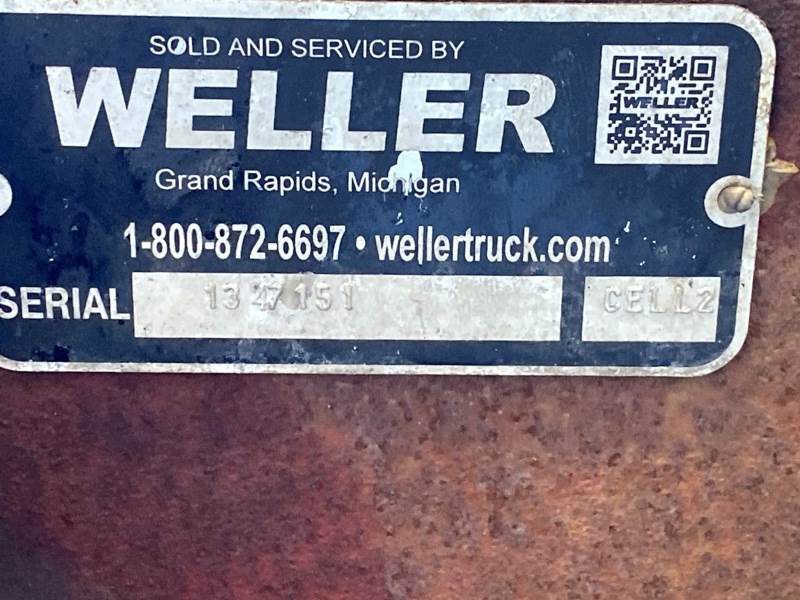 SOLD AND SERVICED BY
WELLER
WELLER
Grand Rapids, Michigan
1-800-872-6697 • wellertruck.com
SERIAL 1347151 CELL2